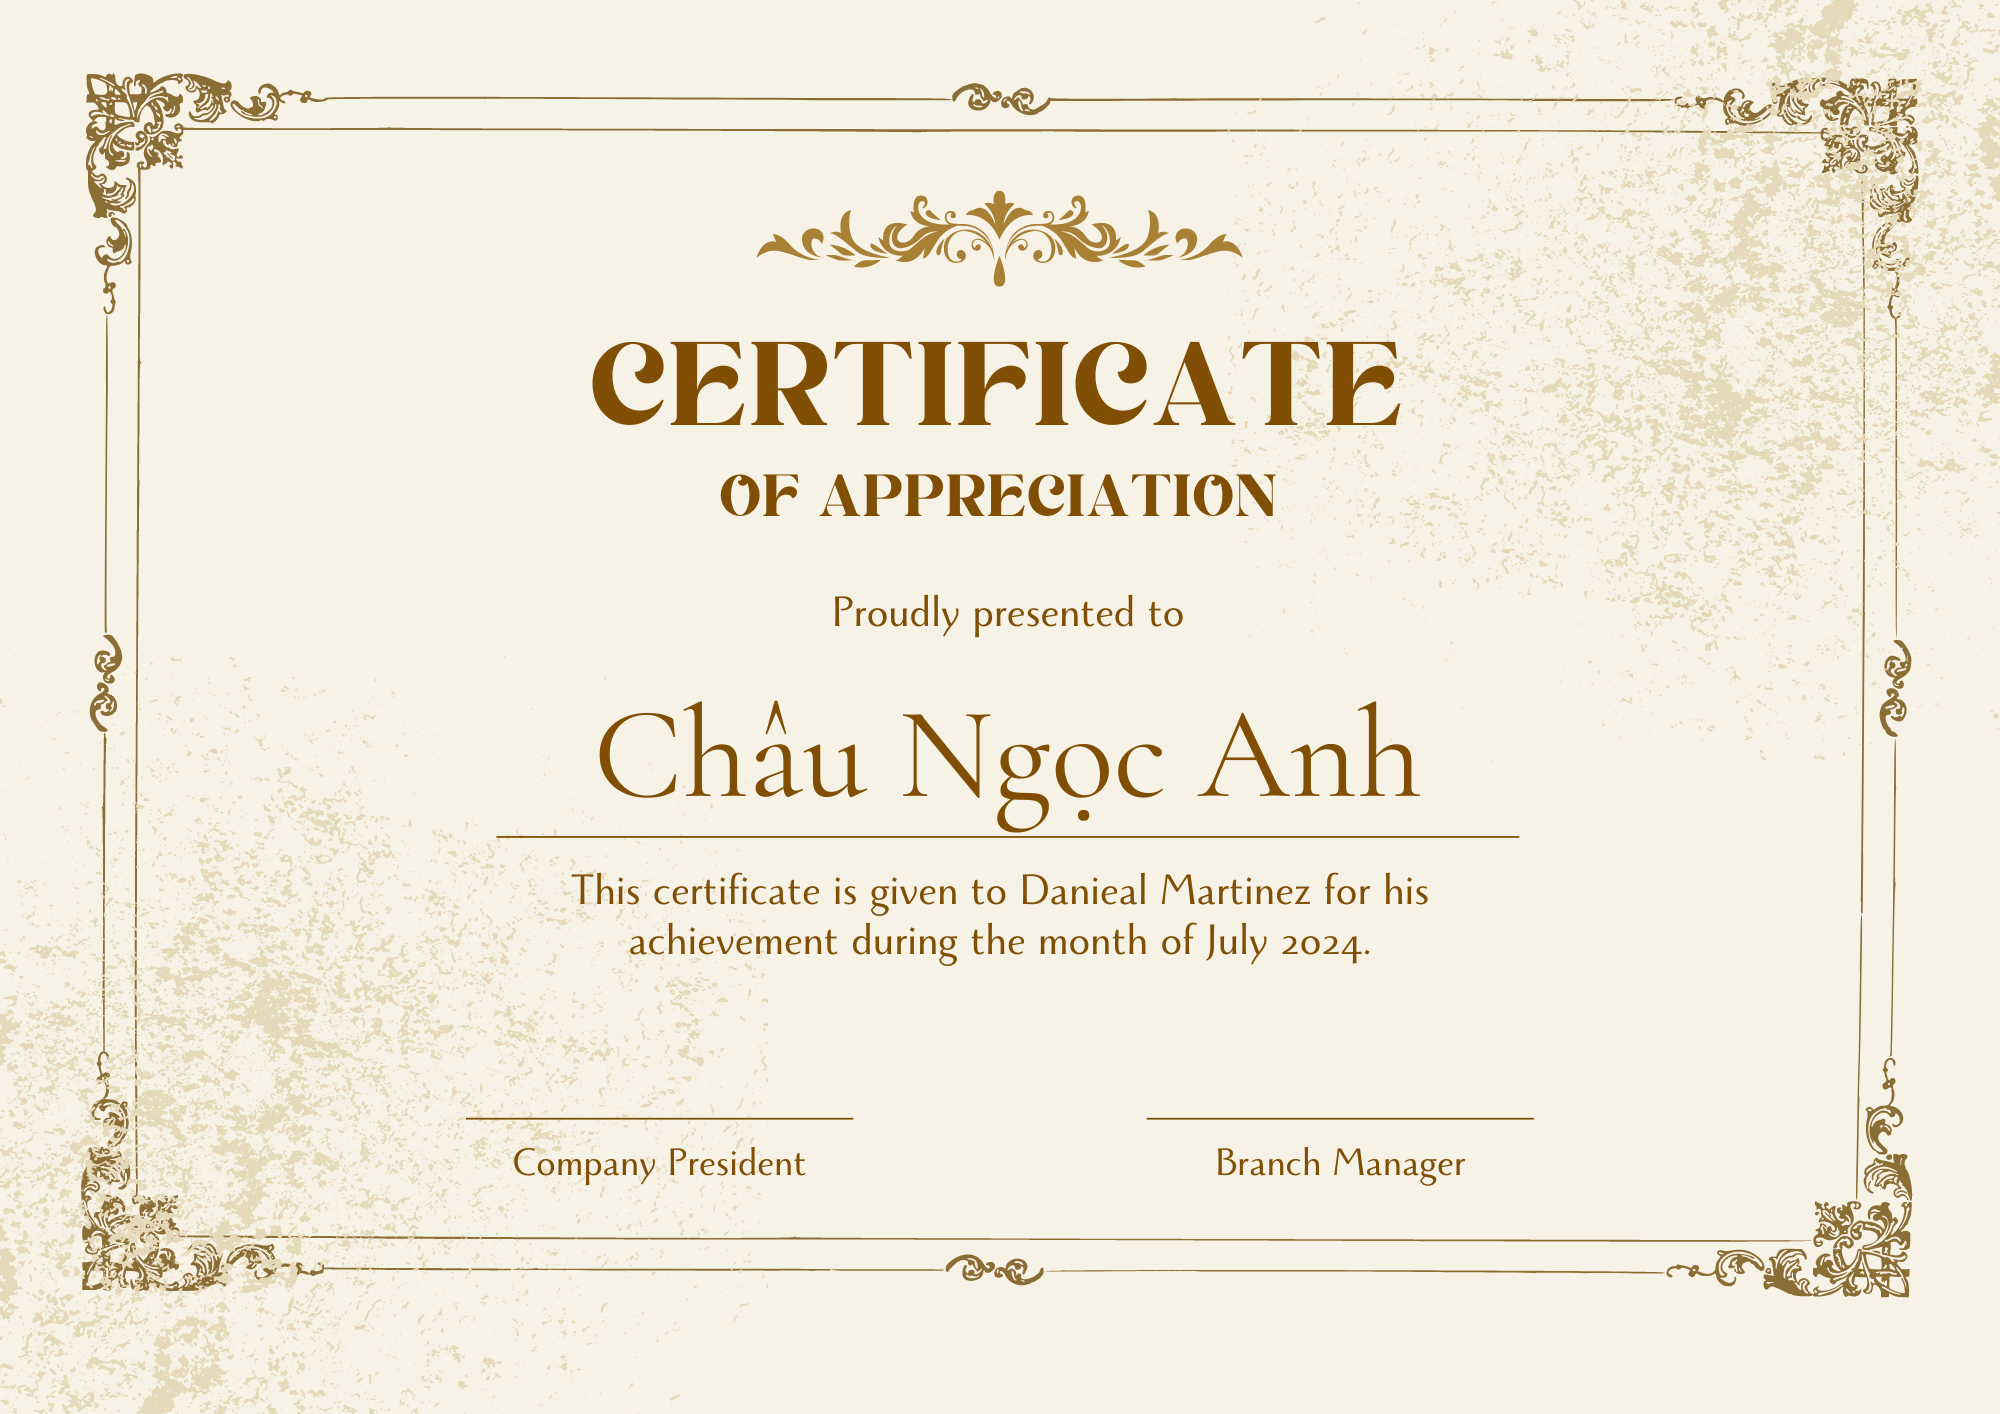 CERTIFICATE
OF APPRECIATION
Proudly presented to
Châu Ngọc Anh
This certificate is given to Danieal Martinez for his
achievement during the month of July 2024.
Company President
Branch Manager